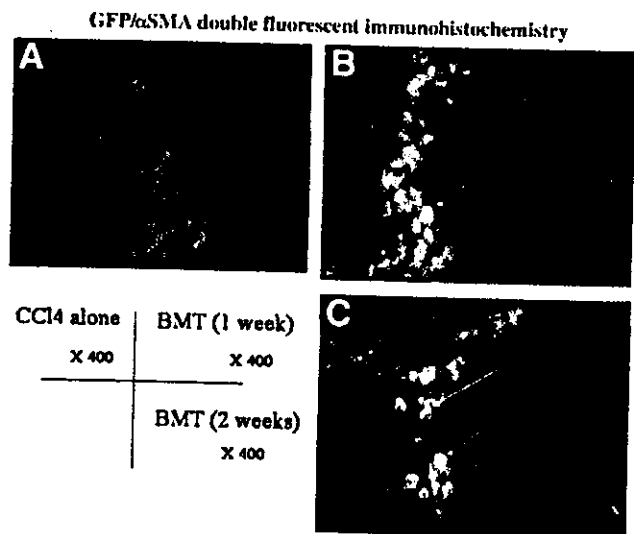 GFP/αSMA double fluorescent immunohistochemistry
A
B
CCl4 alone
X 400
BMT (1 week)
X 400
BMT (2 weeks)
X 400
C